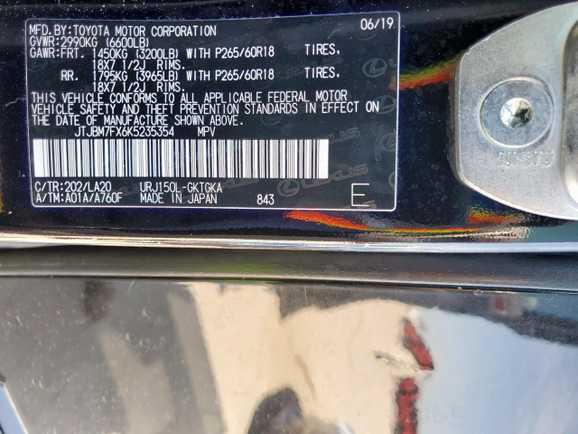 MFD.BY:TOYOTA MOTOR CORPORATION 06/19
GVWR:2990KG (6600LB)
GAWR:FRT. 1450KG (3200LB) WITH P265/60R18 TIRES,
18X7 1/2J RIMS.
RR. 1795KG (3965LB) WITH P265/60R18 TIRES,
18X7 1/2J RIMS.
THIS VEHICLE CONFORMS TO ALL APPLICABLE FEDERAL MOTOR
VEHICLE SAFETY AND THEFT PREVENTION STANDARDS IN EFFECT ON
THE DATE OF MANUFACTURE SHOWN ABOVE.
JTJBM7FX6K5235354 MPV
C/TR:202/LA20 URJ150L-GKTGKA
A/TM:A01A/A760F MADE IN JAPAN 843 E